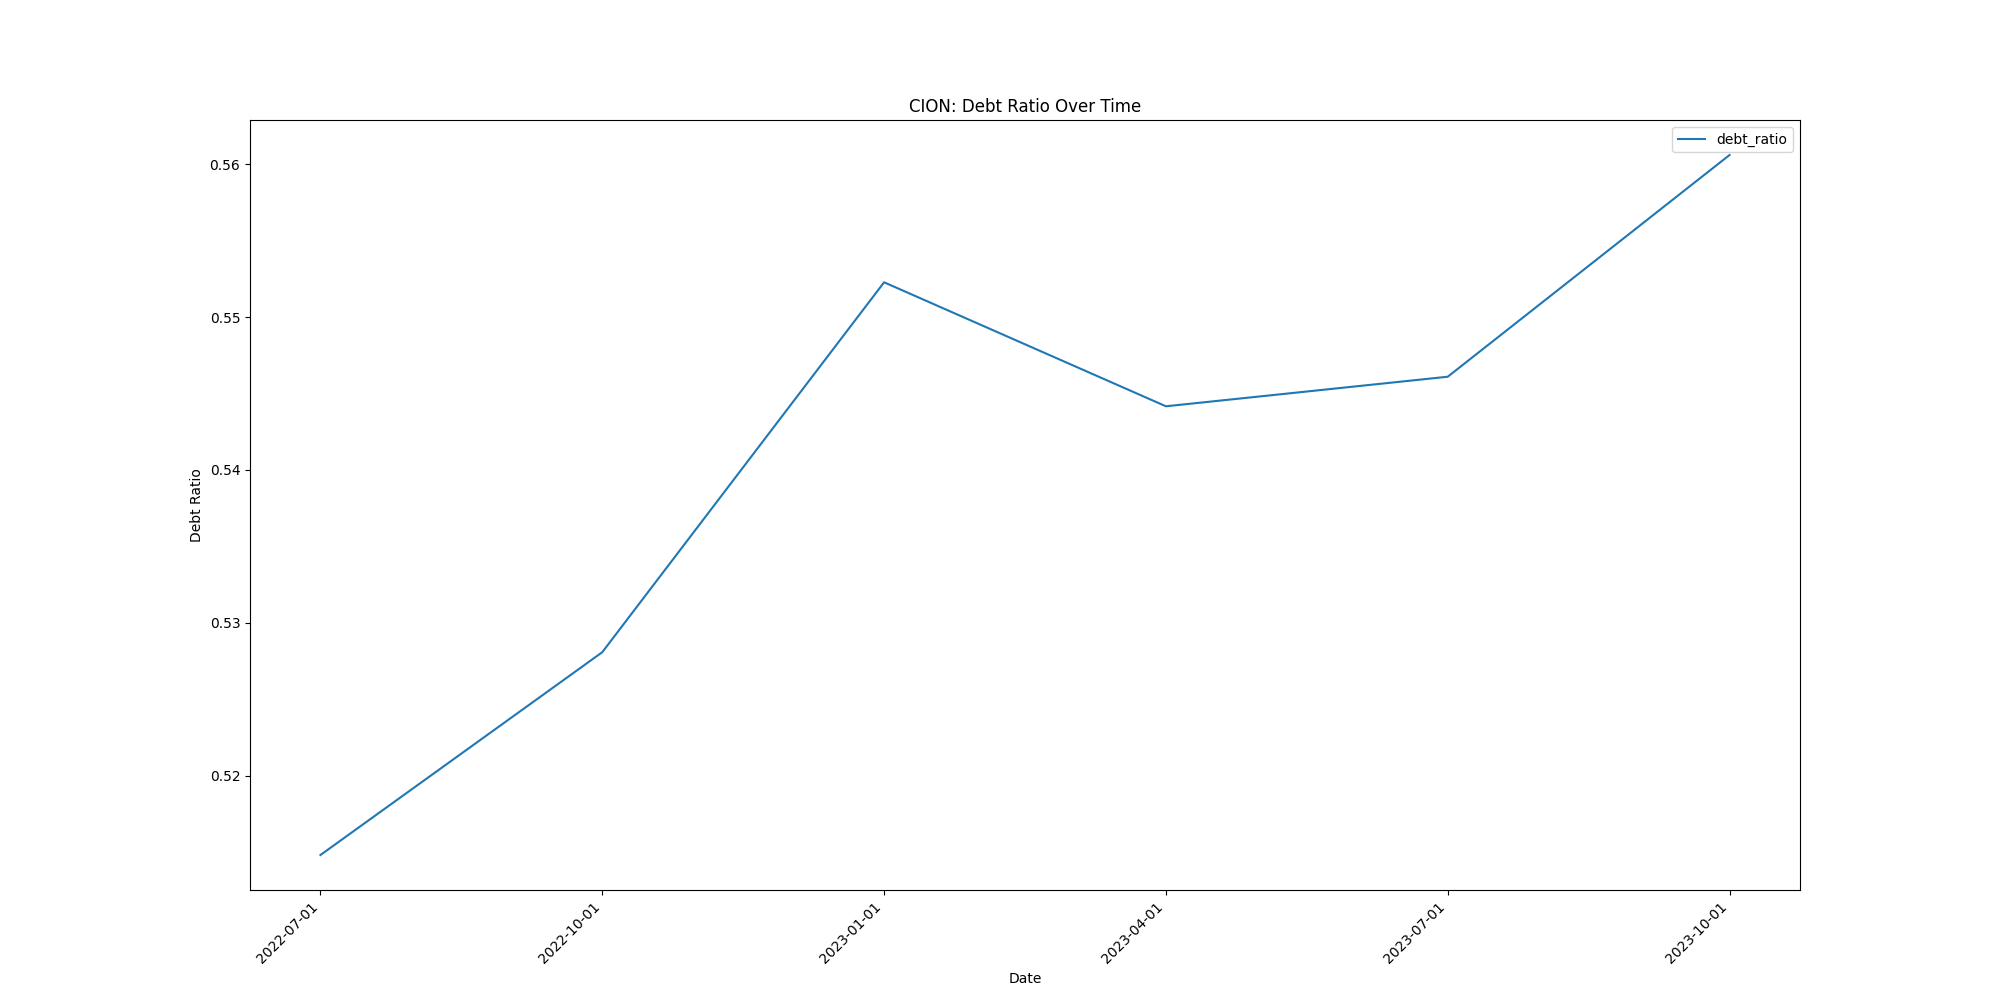 CION: Debt Ratio Over Time
debt_ratio
0.56
0.55
0.54
0.53
0.52
Debt Ratio
2022-07-01
2022-10-01
2023-01-01
2023-04-01
2023-07-01
2023-10-01
Date